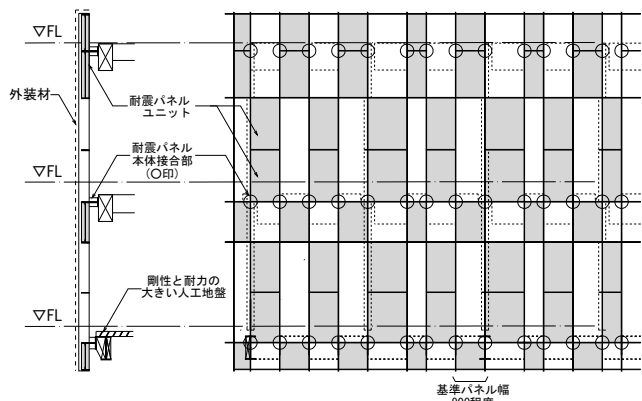 ▽FL
外装材
耐震パネル
ユニット
耐震パネル
本体接合部
(○印)
▽FL
剛性と耐力の
大きい人工地盤
▽FL
基準パネル幅